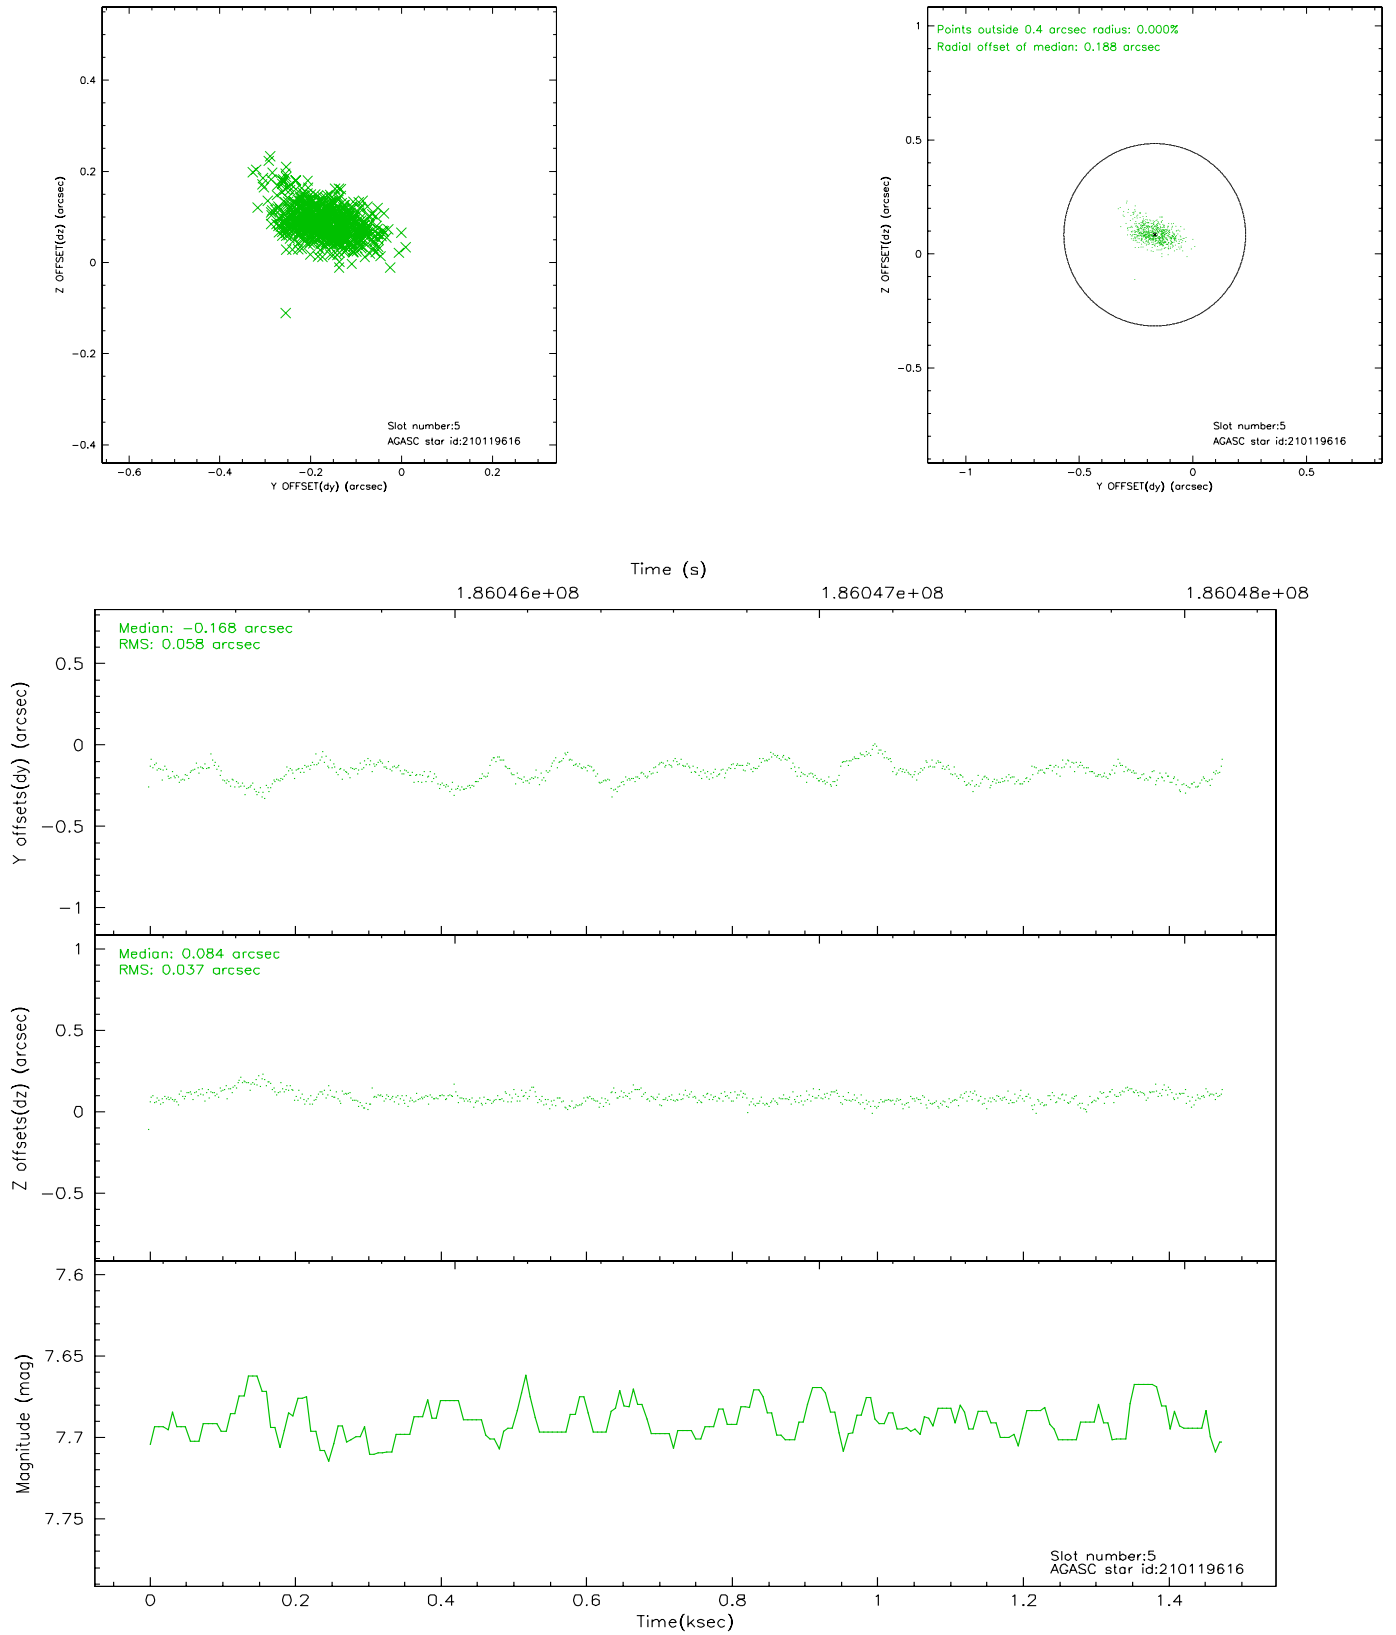 0.4
0.2
0
−0.2
−0.4
Z OFFSET(dz) (arcsec)
Slot number:5
AGASC star id:210119616
−0.6 −0.4 −0.2 0 0.2
Y OFFSET(dy) (arcsec)
Points outside 0.4 arcsec radius: 0.000%
Radial offset of median: 0.188 arcsec
1
0.5
0
−0.5
Z OFFSET(dz) (arcsec)
Slot number:5
AGASC star id:210119616
−1 −0.5 0 0.5
Y OFFSET(dy) (arcsec)
Time (s)
1.86046e+08 1.86047e+08 1.86048e+08
Median: −0.168 arcsec
RMS: 0.058 arcsec
0.5
0
−0.5
−1
Y offsets(dy) (arcsec)
Median: 0.084 arcsec
RMS: 0.037 arcsec
1
0.5
0
−0.5
Z offsets(dz) (arcsec)
7.6
7.65
7.7
7.75
Magnitude (mag)
Slot number:5
AGASC star id:210119616
0 0.2 0.4 0.6 0.8 1 1.2 1.4
Time(ksec)